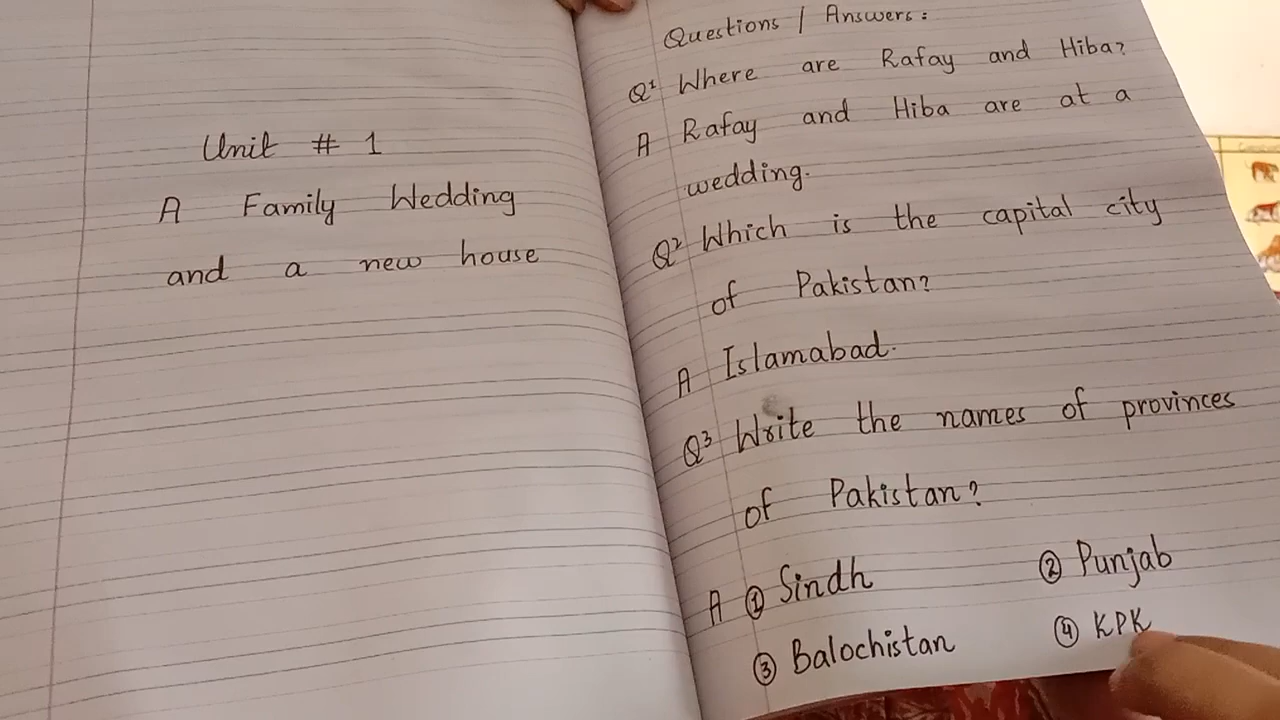 Unit # 1
A Family Wedding
and a new house
Questions / Answers:
Q1 Where are Rafay and Hiba?
A Rafay and Hiba are at a
wedding.
Q2 Which is the capital city
of Pakistan?
A Islamabad.
Q3 Write the names of provinces
of Pakistan?
A ① Sindh ② Punjab
③ Balochistan ④ KPK